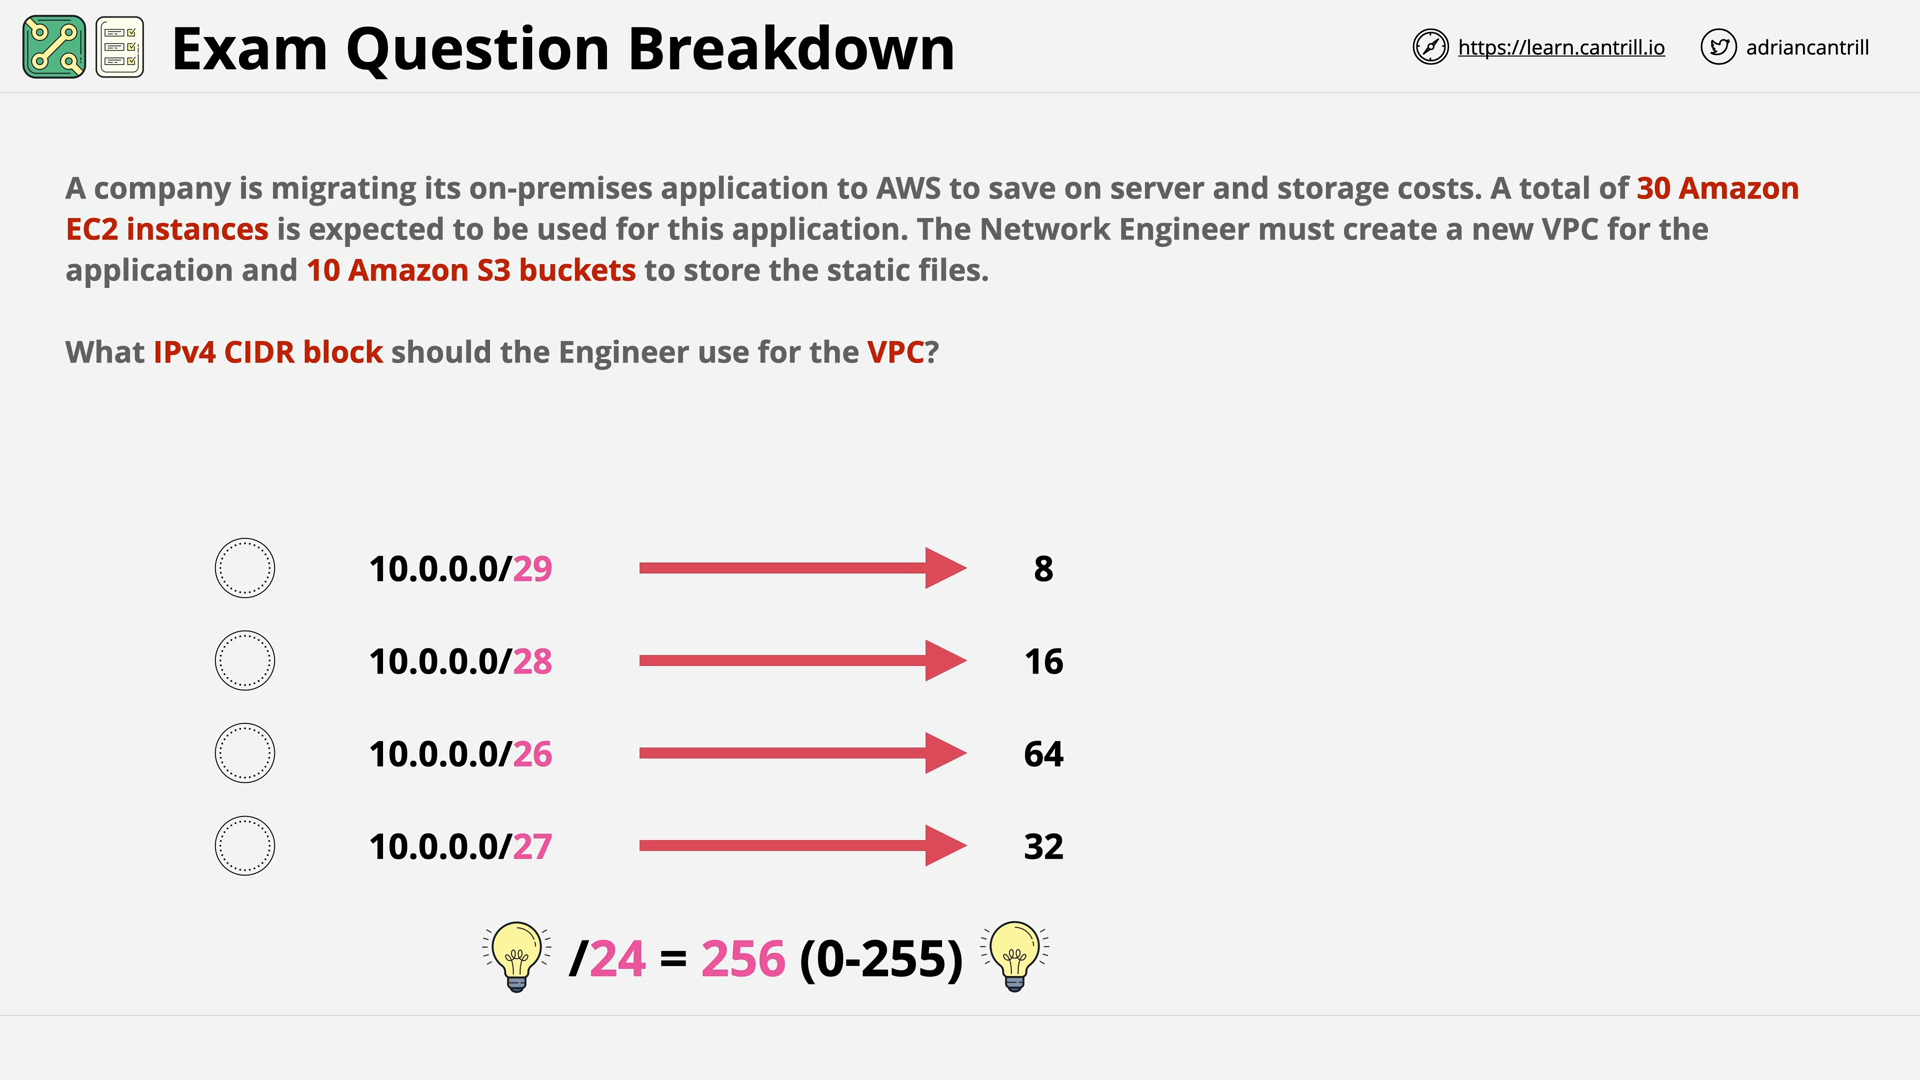 Exam Question Breakdown
https://learn.cantrill.io
adriancantrill
A company is migrating its on-premises application to AWS to save on server and storage costs. A total of 30 Amazon
EC2 instances is expected to be used for this application. The Network Engineer must create a new VPC for the
application and 10 Amazon S3 buckets to store the static files.
What IPv4 CIDR block should the Engineer use for the VPC?
10.0.0.0/29 8
10.0.0.0/28 16
10.0.0.0/26 64
10.0.0.0/27 32
/24 = 256 (0-255)